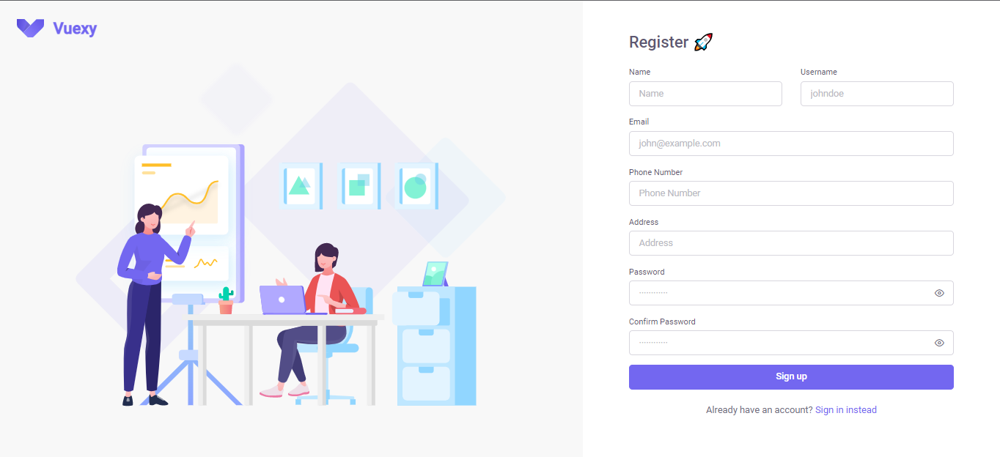 Vuexy
Register 🚀
Name Username
Name johndoe
Email
john@example.com
Phone Number
Phone Number
Address
Address
Password
············
Confirm Password
············
Sign up
Already have an account? Sign in instead